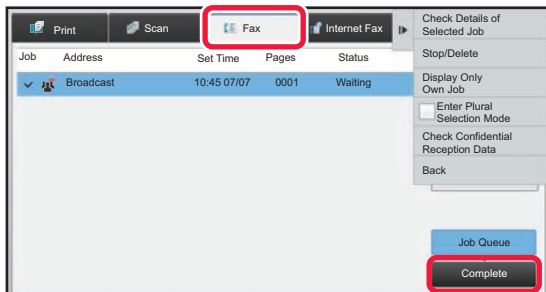 Print
Scan
Fax
Internet Fax
Job
Address
Set Time
Pages
Status
Broadcast
10:45 07/07
0001
Waiting
Check Details of
Selected Job
Stop/Delete
Display Only
Own Job
Enter Plural
Selection Mode
Check Confidential
Reception Data
Back
Job Queue
Complete